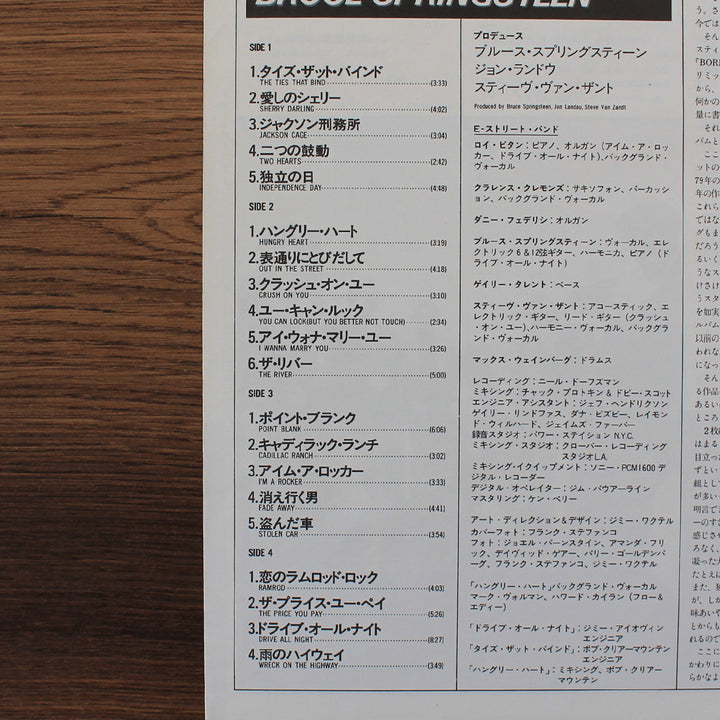 BRUCE SPRINGSTEEN
SIDE 1
1.タイズ・ザット・バインド
THE TIES THAT BIND (3:33)
2.愛しのシェリー
SHERRY DARLING (4:02)
3.ジャクソン刑務所
JACKSON CAGE (3:04)
4.二つの鼓動
TWO HEARTS (2:42)
5.独立の日
INDEPENDENCE DAY (4:48)
SIDE 2
1.ハングリー・ハート
HUNGRY HEART (3:19)
2.表通りにとびだして
OUT IN THE STREET (4:18)
3.クラッシュ・オン・ユー
CRUSH ON YOU (3:10)
4.ユー・キャン・ルック
YOU CAN LOOK(BUT YOU BETTER NOT TOUCH) (2:34)
5.アイ・ウォナ・マリー・ユー
I WANNA MARRY YOU (3:26)
6.ザ・リバー
THE RIVER (5:00)
SIDE 3
1.ポイント・ブランク
POINT BLANK (6:06)
2.キャディラック・ランチ
CADILLAC RANCH (3:02)
3.アイム・ア・ロッカー
I'M A ROCKER (3:33)
4.消え行く男
FADE AWAY (4:41)
5.盗んだ車
STOLEN CAR (3:54)
SIDE 4
1.恋のラムロッド・ロック
RAMROD (4:03)
2.ザ・プライス・ユー・ペイ
THE PRICE YOU PAY (5:26)
3.ドライブ・オール・ナイト
DRIVE ALL NIGHT (8:27)
4.雨のハイウェイ
WRECK ON THE HIGHWAY (3:49)
プロデュース
ブルース・スプリングスティーン
ジョン・ランドウ
スティーヴ・ヴァン・ザント
Produced by Bruce Springsteen, Jon Landau, Steve Van Zandt
E-ストリート・バンド
ロイ・ビタン：ピアノ、オルガン (アイム・ア・ロッ
カー、ドライブ・オール・ナイト)、バックグランド・
ヴォーカル
クラレンス・クレモンズ：サキソフォン、パーカッシ
ョン、バックグランド・ヴォーカル
ダニー・フェデリシ：オルガン
ブルース・スプリングスティーン：ヴォーカル、エレ
クトリック6&12弦ギター、ハーモニカ、ピアノ (ド
ライブ・オール・ナイト)
ゲイリー・タレント：ベース
スティーヴ・ヴァン・ザント：アコースティック、エ
レクトリック・ギター、リード・ギター (クラッシュ
・オン・ユー)、ハーモニー・ヴォーカル、バックグラ
ンド・ヴォーカル
マックス・ウェインバーグ：ドラムス
レコーディング：ニール・ドーフズマン
ミキシング：チャック・プロトキン & ドビー・スコット
エンジニア・アシスタント：ジェフ・ヘンドリクソン
ゲイリー・リンドファス、ダナ・ビズビー、レイモン
ド・ウィルハード、ジェイムズ・ファーバー
録音スタジオ：パワー・ステイション N.Y.C.
ミキシング・スタジオ：クローバー・レコーディング
スタジオL.A.
ミキシング・イクイップメント：ソニー・PCM1600 デ
ジタル・レコーダー
デジタル・オペレイター：ジム・バウアーライン
マスタリング：ケン・ペリー
アート・ディレクション&デザイン：ジミー・ワクテル
カバーフォト：フランク・ステファンコ
フォト：ジョエル・バーンスタイン、アマンダ・フリ
ック、デイヴィッド・ゲアー、バリー・ゴールデンバ
ーグ、フランク・ステファンコ、ジミー・ワクテル
「ハングリー・ハート」バックグランド・ヴォーカル
マーク・ヴォルマン、ハワード・カイラン (フロー&
エディー)
「ドライブ・オール・ナイト」：ジミー・アイオヴィン
エンジニア
「タイズ・ザット・バインド」：ボブ・クリアーマウンテン
エンジニア
「ハングリー・ハート」：ミキシング、ボブ・クリアー
マウンテン